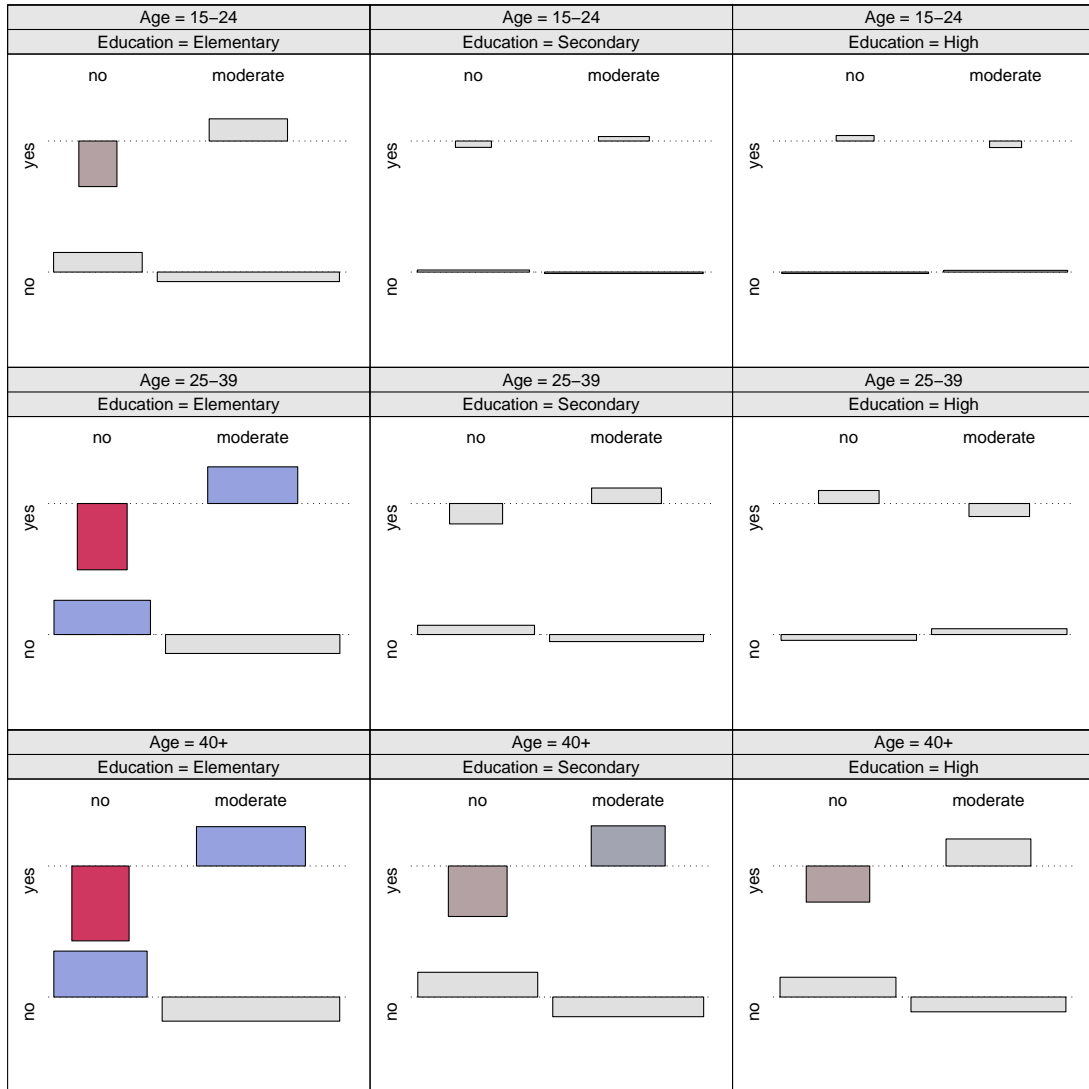 Age = 15−24 Age = 15−24 Age = 15−24
Education = Elementary Education = Secondary Education = High
no moderate no moderate no moderate
yes yes yes
no no no
Age = 25−39 Age = 25−39 Age = 25−39
Education = Elementary Education = Secondary Education = High
no moderate no moderate no moderate
yes yes yes
no no no
Age = 40+ Age = 40+ Age = 40+
Education = Elementary Education = Secondary Education = High
no moderate no moderate no moderate
yes yes yes
no no no